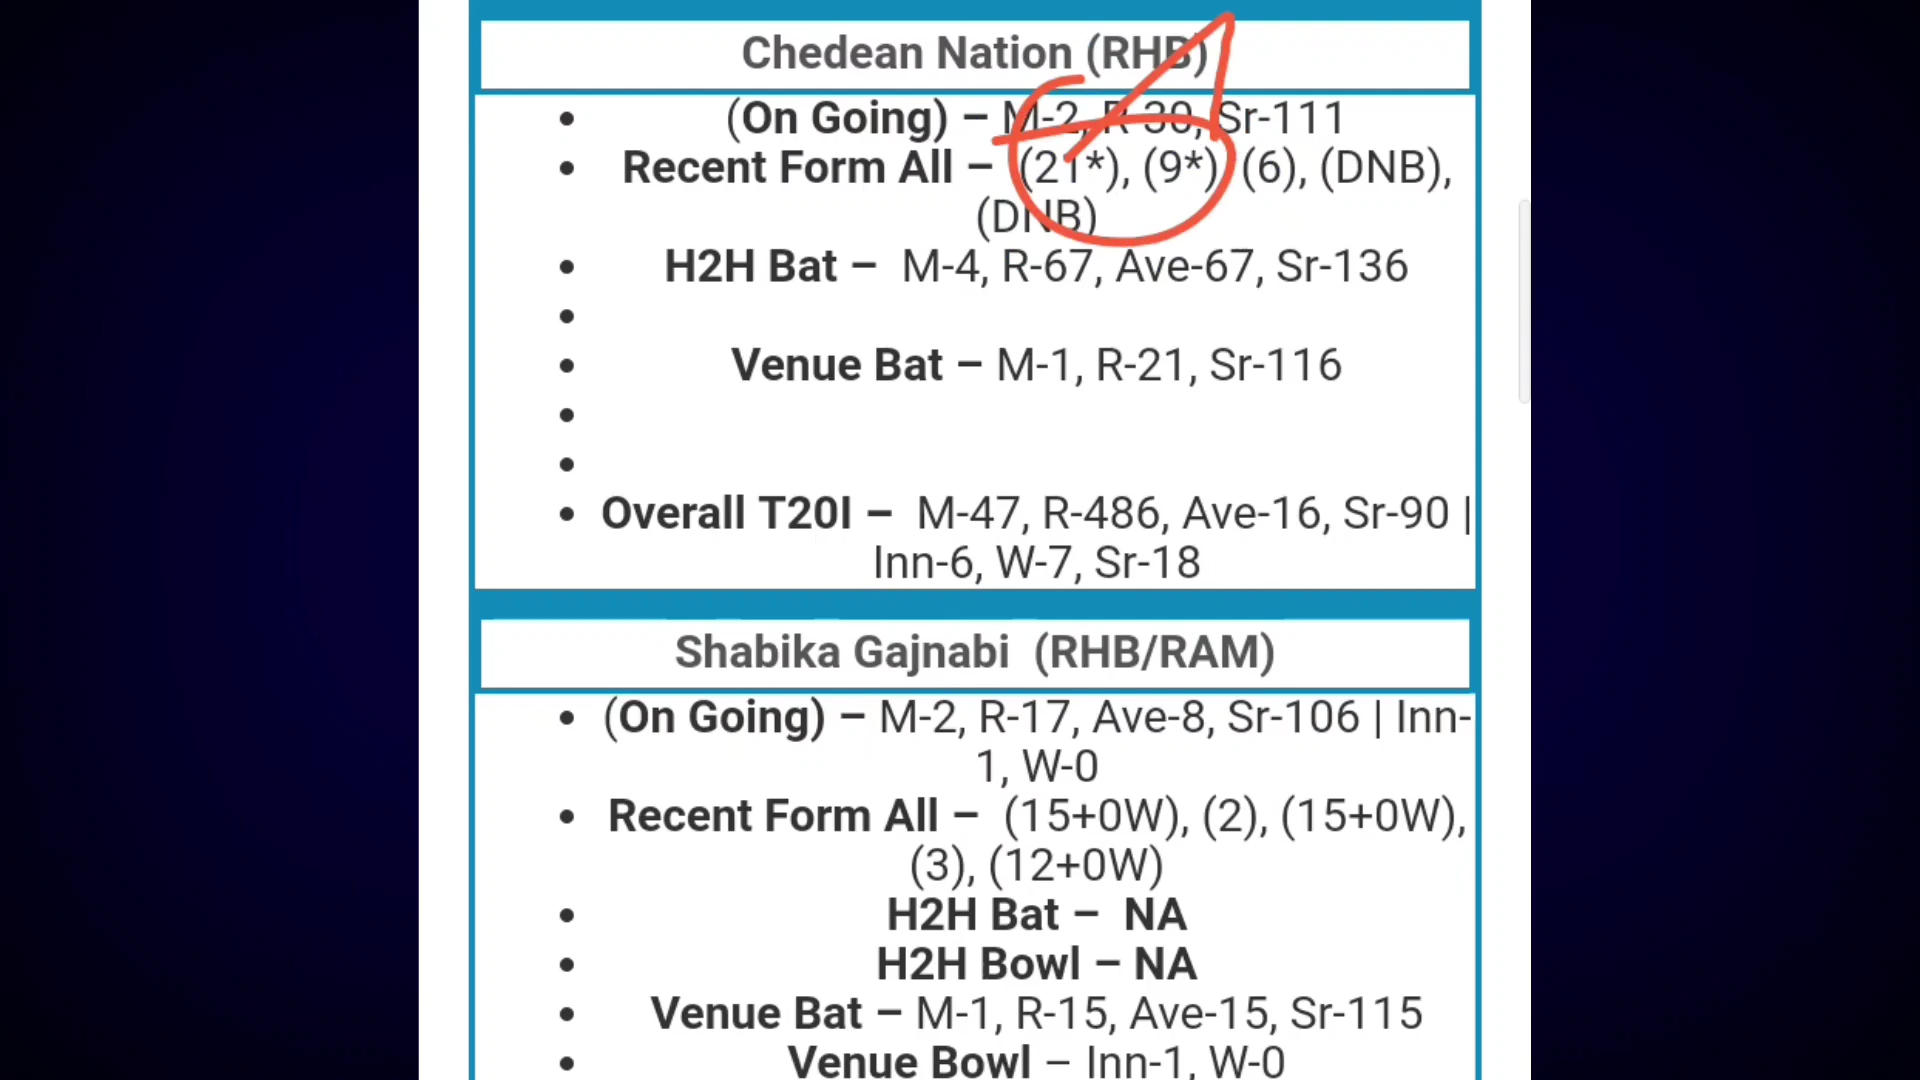 Chedean Nation (RHB)
(On Going) – M-2, R-30, Sr-111
Recent Form All – (21*), (9*), (6), (DNB),
(DNB)
H2H Bat – M-4, R-67, Ave-67, Sr-136
Venue Bat – M-1, R-21, Sr-116
Overall T20I – M-47, R-486, Ave-16, Sr-90 |
Inn-6, W-7, Sr-18
Shabika Gajnabi (RHB/RAM)
(On Going) – M-2, R-17, Ave-8, Sr-106 | Inn-
1, W-0
Recent Form All – (15+0W), (2), (15+0W),
(3), (12+0W)
H2H Bat – NA
H2H Bowl – NA
Venue Bat – M-1, R-15, Ave-15, Sr-115
Venue Bowl – Inn-1, W-0